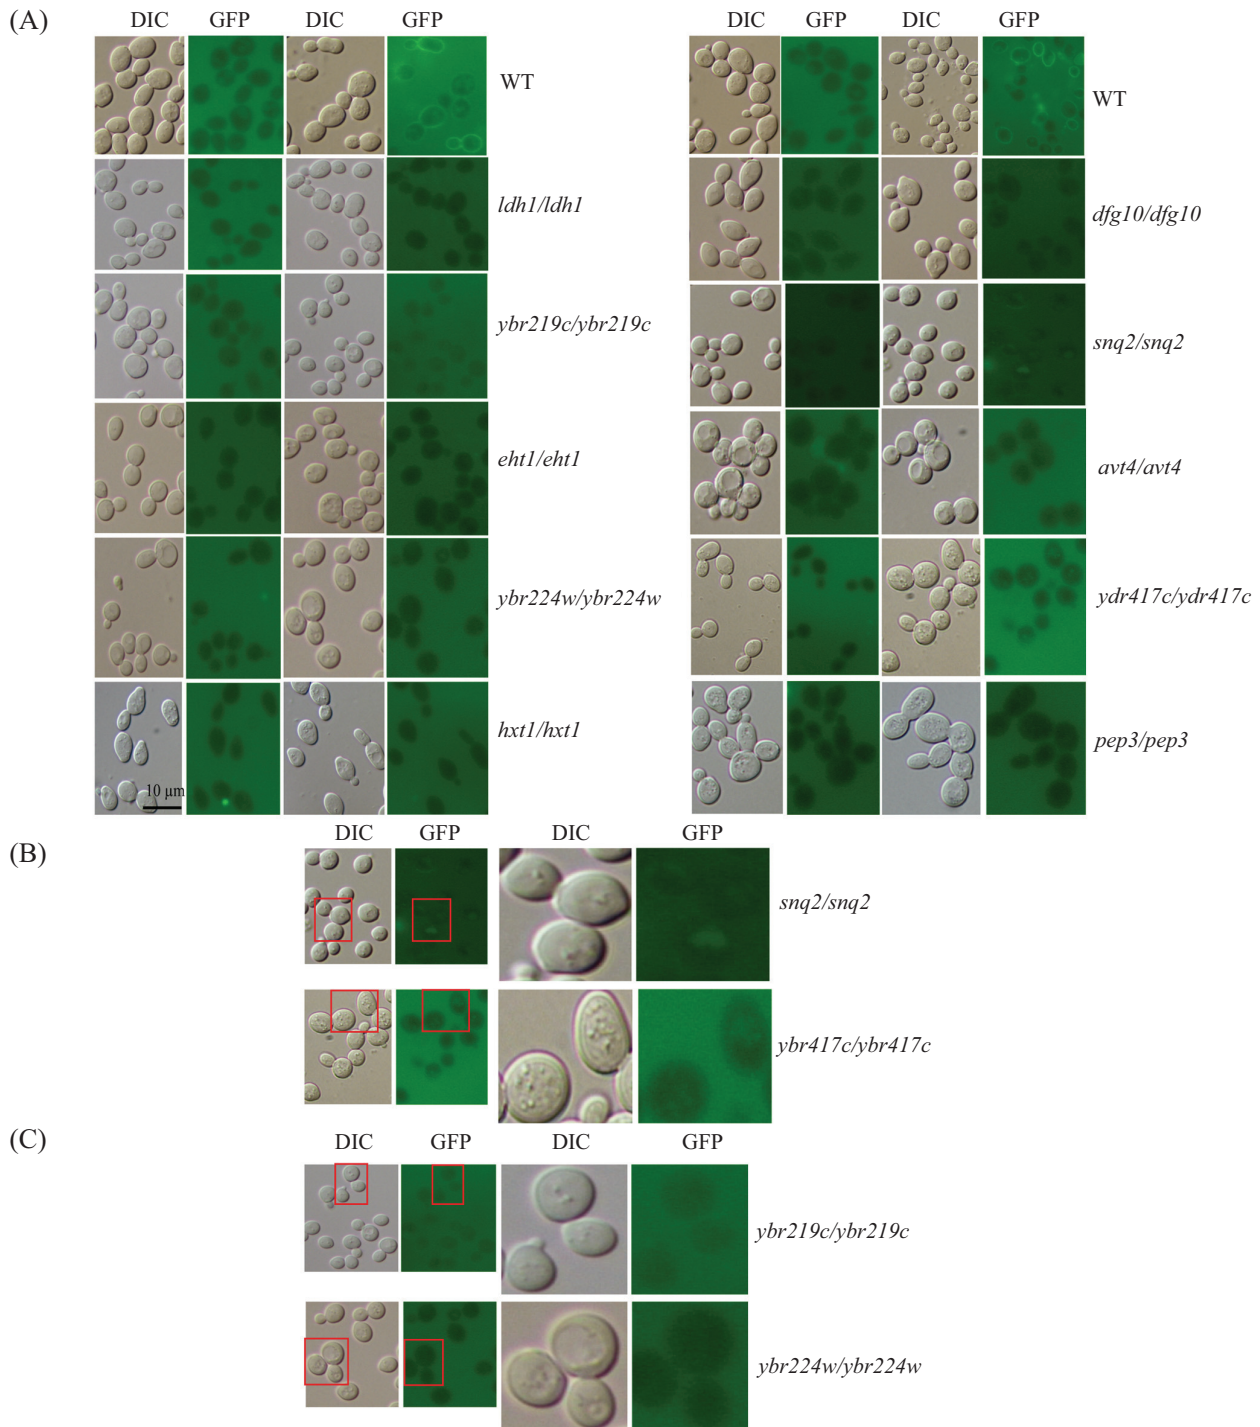 (A)
DIC GFP DIC GFP
WT
ldh1/ldh1
ybr219c/ybr219c
eht1/eht1
ybr224w/ybr224w
hxt1/hxt1
10 µm
DIC GFP DIC GFP
WT
dfg10/dfg10
snq2/snq2
avt4/avt4
ydr417c/ydr417c
pep3/pep3
(B)
DIC GFP DIC GFP
snq2/snq2
ybr417c/ybr417c
(C)
DIC GFP DIC GFP
ybr219c/ybr219c
ybr224w/ybr224w